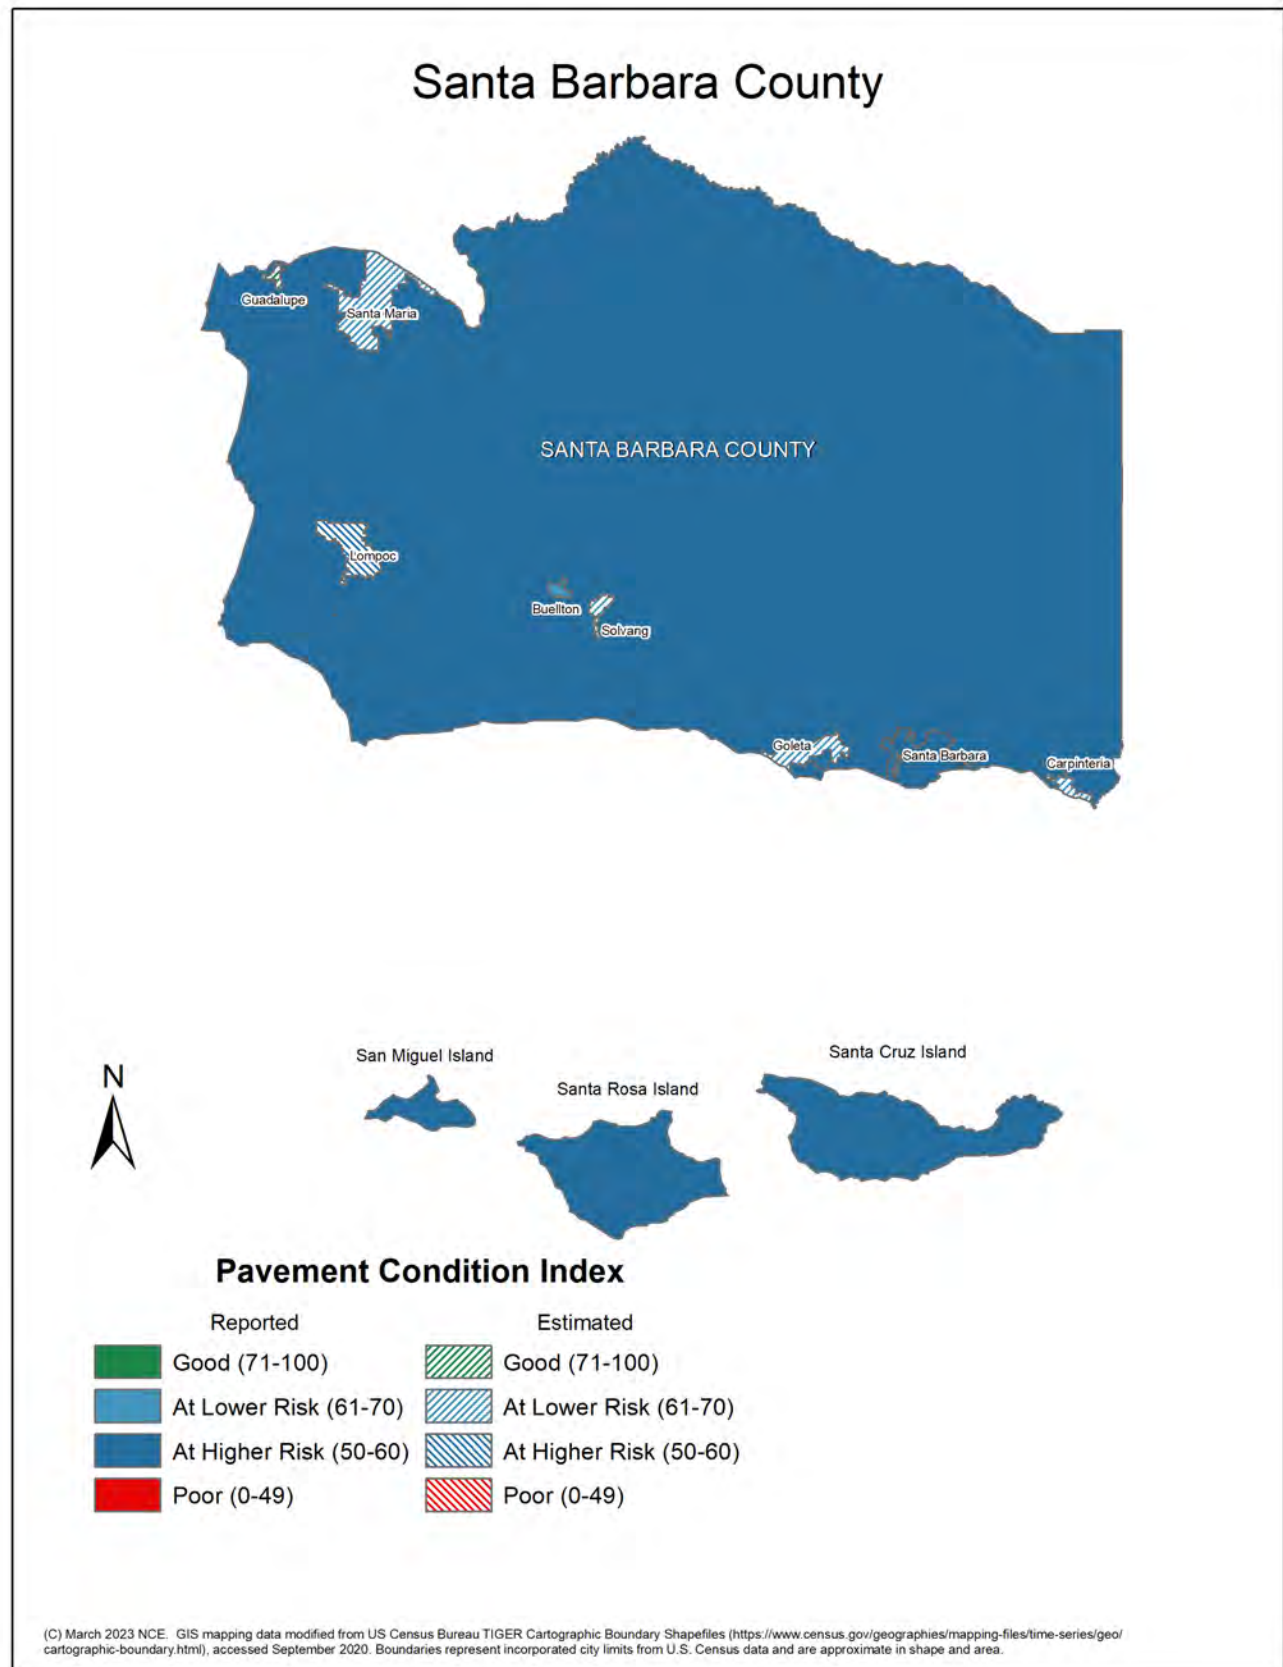 Santa Barbara County
Guadalupe
Santa Maria
SANTA BARBARA COUNTY
Lompoc
Buellton
Solvang
Goleta
Santa Barbara
Carpinteria
San Miguel Island
Santa Rosa Island
Santa Cruz Island
N
Pavement Condition Index
Reported
Estimated
Good (71-100)
Good (71-100)
At Lower Risk (61-70)
At Lower Risk (61-70)
At Higher Risk (50-60)
At Higher Risk (50-60)
Poor (0-49)
Poor (0-49)
(C) March 2023 NCE. GIS mapping data modified from US Census Bureau TIGER Cartographic Boundary Shapefiles (https://www.census.gov/geographies/mapping-files/time-series/geo/
cartographic-boundary.html), accessed September 2020. Boundaries represent incorporated city limits from U.S. Census data and are approximate in shape and area.